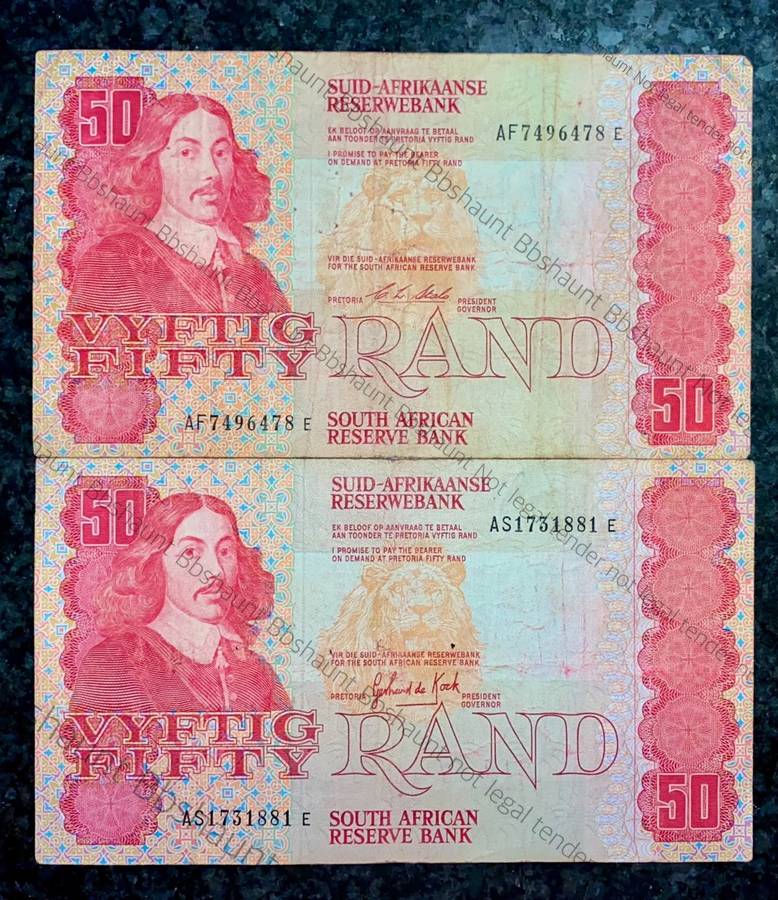 50
SUID-AFRIKAANSE
RESERWEBANK
EK BELOOF OP AANVRAAG TE BETAAL
AAN TOONDER TE PRETORIA VYFTIG RAND
AF7496478 E
I PROMISE TO PAY THE BEARER
ON DEMAND AT PRETORIA FIFTY RAND
VIR DIE SUID-AFRIKAANSE RESERWEBANK
FOR THE SOUTH AFRICAN RESERVE BANK
PRETORIA
PRESIDENT
GOVERNOR
VYFTIG
FIFTY
RAND
50
AF7496478 E
SOUTH AFRICAN
RESERVE BANK
50
SUID-AFRIKAANSE
RESERWEBANK
EK BELOOF OP AANVRAAG TE BETAAL
AAN TOONDER TE PRETORIA VYFTIG RAND
AS1731881 E
I PROMISE TO PAY THE BEARER
ON DEMAND AT PRETORIA FIFTY RAND
VIR DIE SUID-AFRIKAANSE RESERWEBANK
FOR THE SOUTH AFRICAN RESERVE BANK
PRETORIA Gerhard de Kock PRESIDENT
GOVERNOR
VYFTIG
FIFTY
RAND
50
AS1731881 E
SOUTH AFRICAN
RESERVE BANK
Bbshaunt Bbshaunt Bbshaunt Not legal tender not legal tender